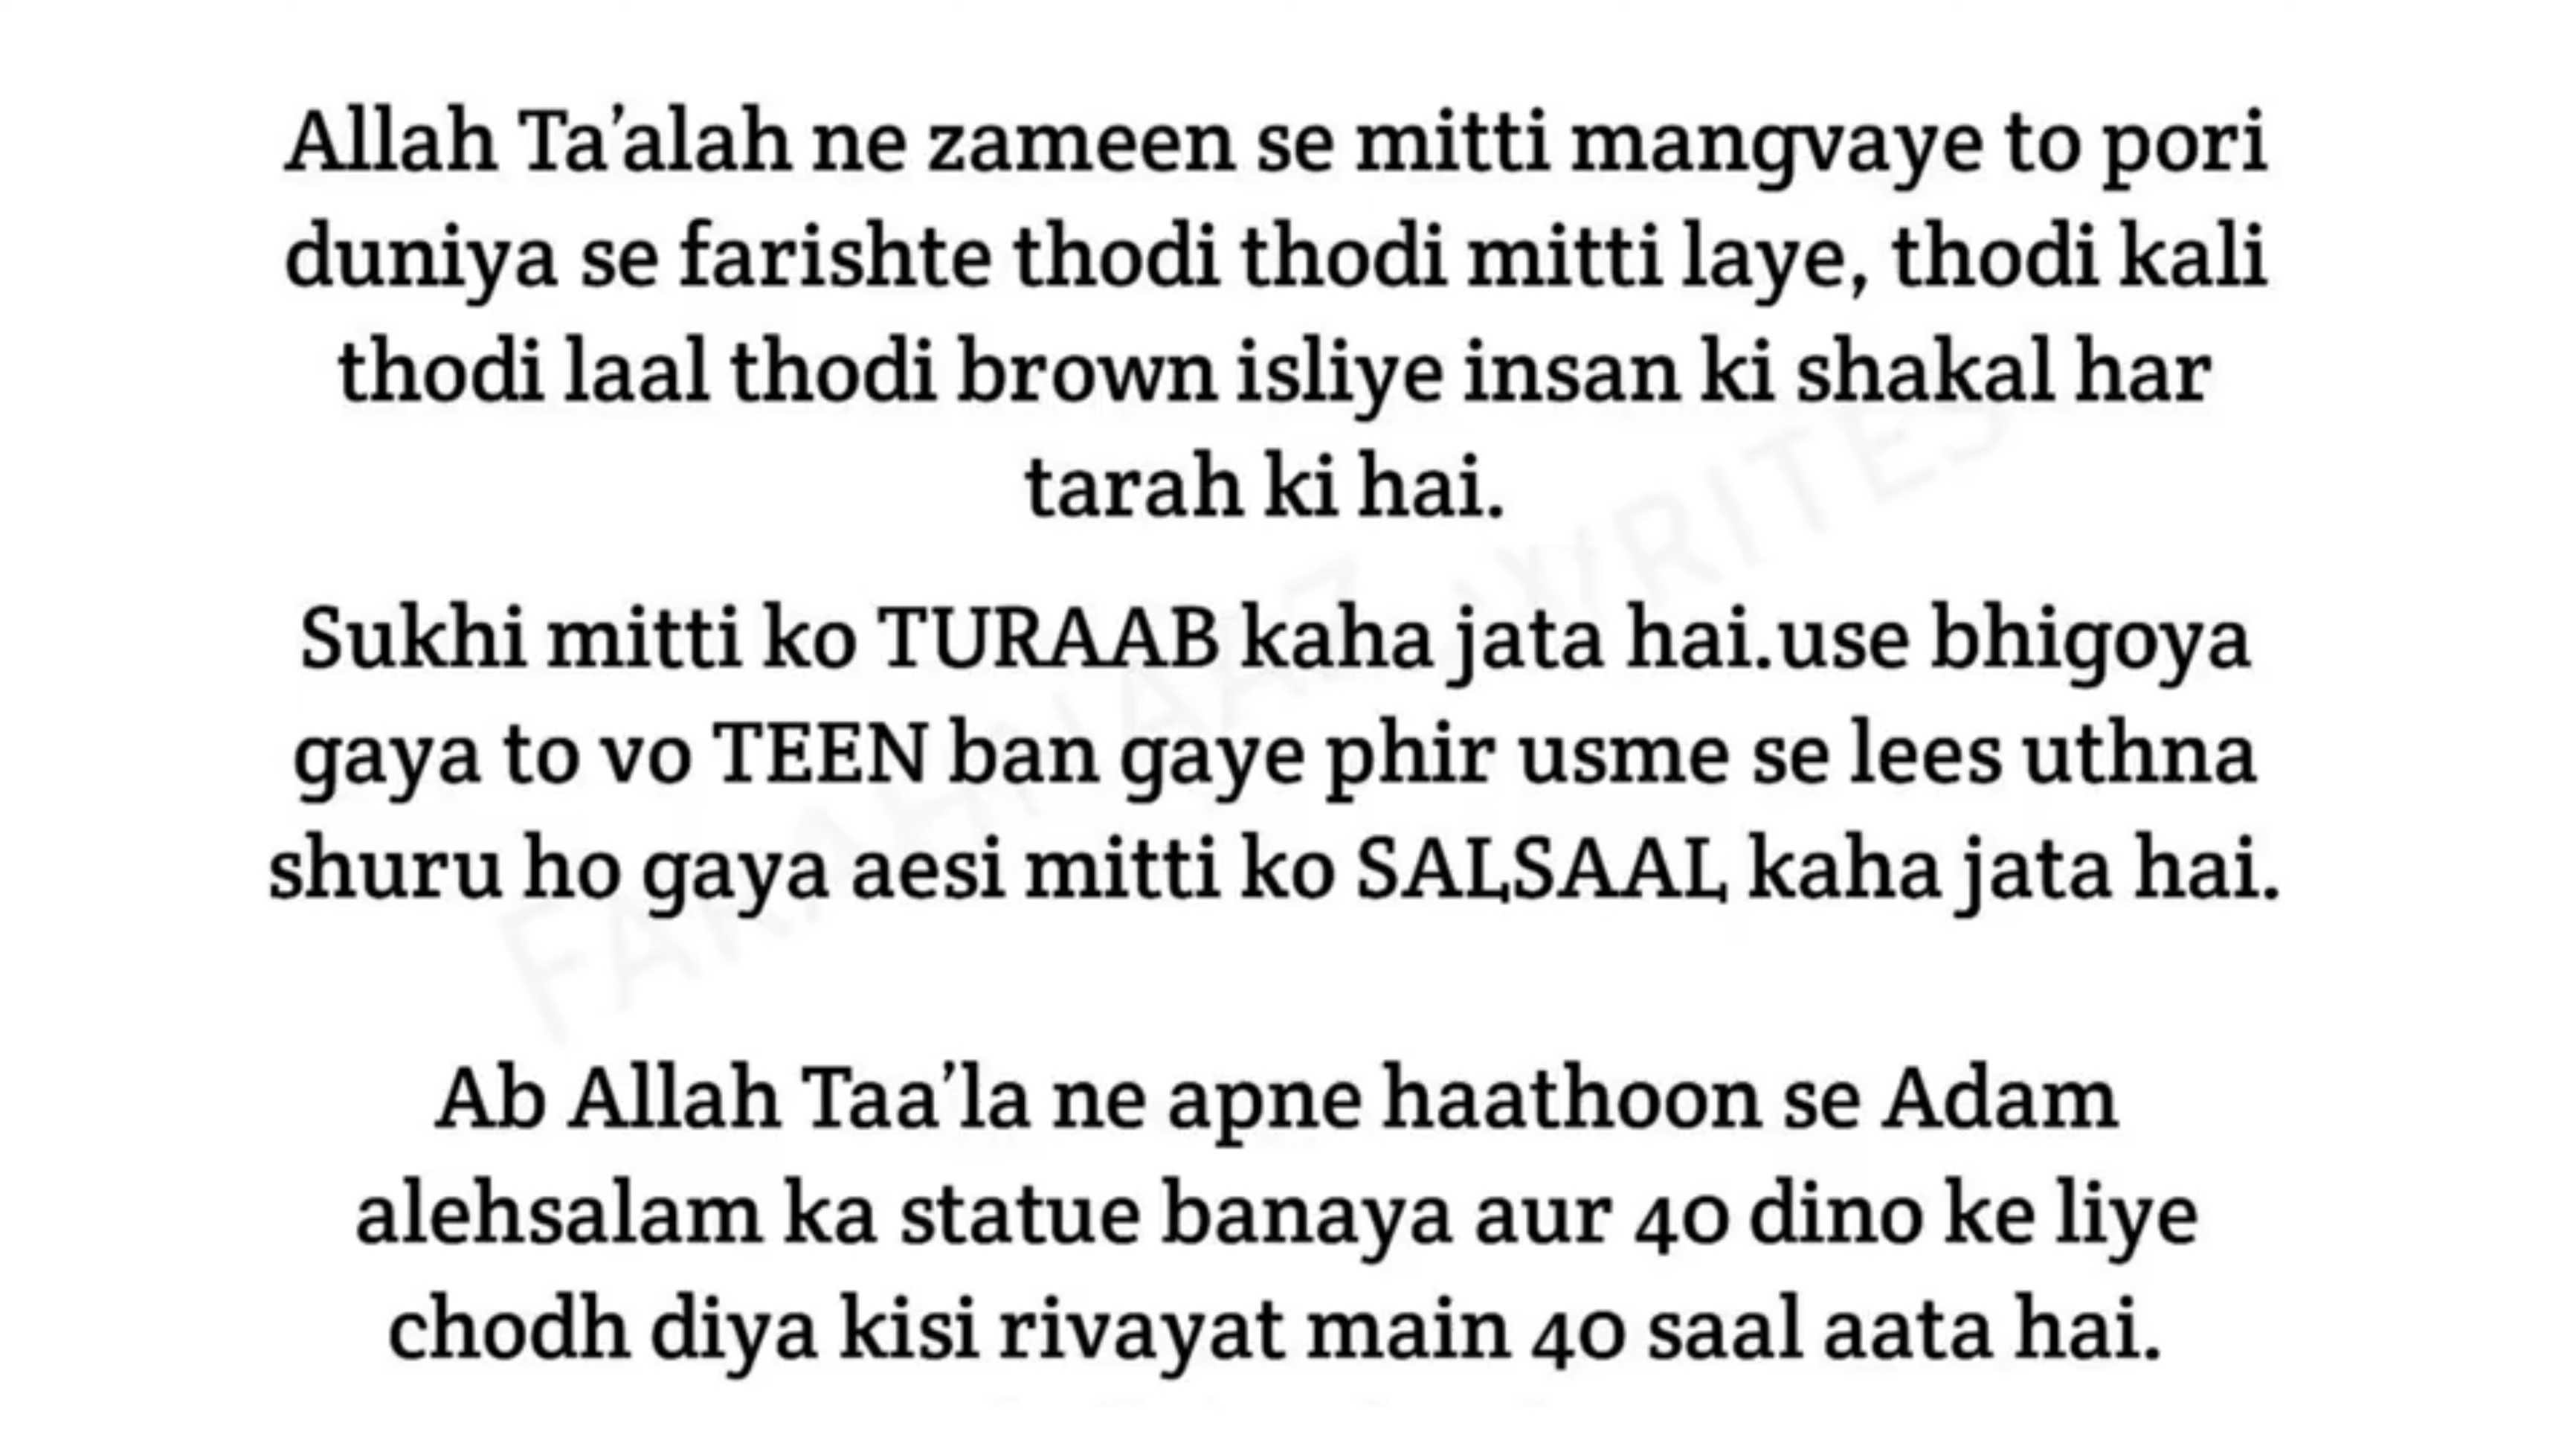 Allah Ta’alah ne zameen se mitti mangvaye to pori
duniya se farishte thodi thodi mitti laye, thodi kali
thodi laal thodi brown isliye insan ki shakal har
tarah ki hai.
Sukhi mitti ko TURAAB kaha jata hai.use bhigoya
gaya to vo TEEN ban gaye phir usme se lees uthna
shuru ho gaya aesi mitti ko SALSAAL kaha jata hai.
Ab Allah Taa’la ne apne haathoon se Adam
alehsalam ka statue banaya aur 40 dino ke liye
chodh diya kisi rivayat main 40 saal aata hai.
FARAHNAAZ WRITES